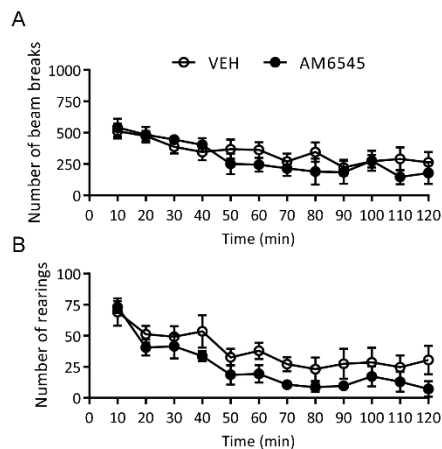 A
VEH AM6545
Number of beam breaks
1000
750
500
250
0
0 10 20 30 40 50 60 70 80 90 100 110 120
Time (min)
B
Number of rearings
100
75
50
25
0
0 10 20 30 40 50 60 70 80 90 100 110 120
Time (min)